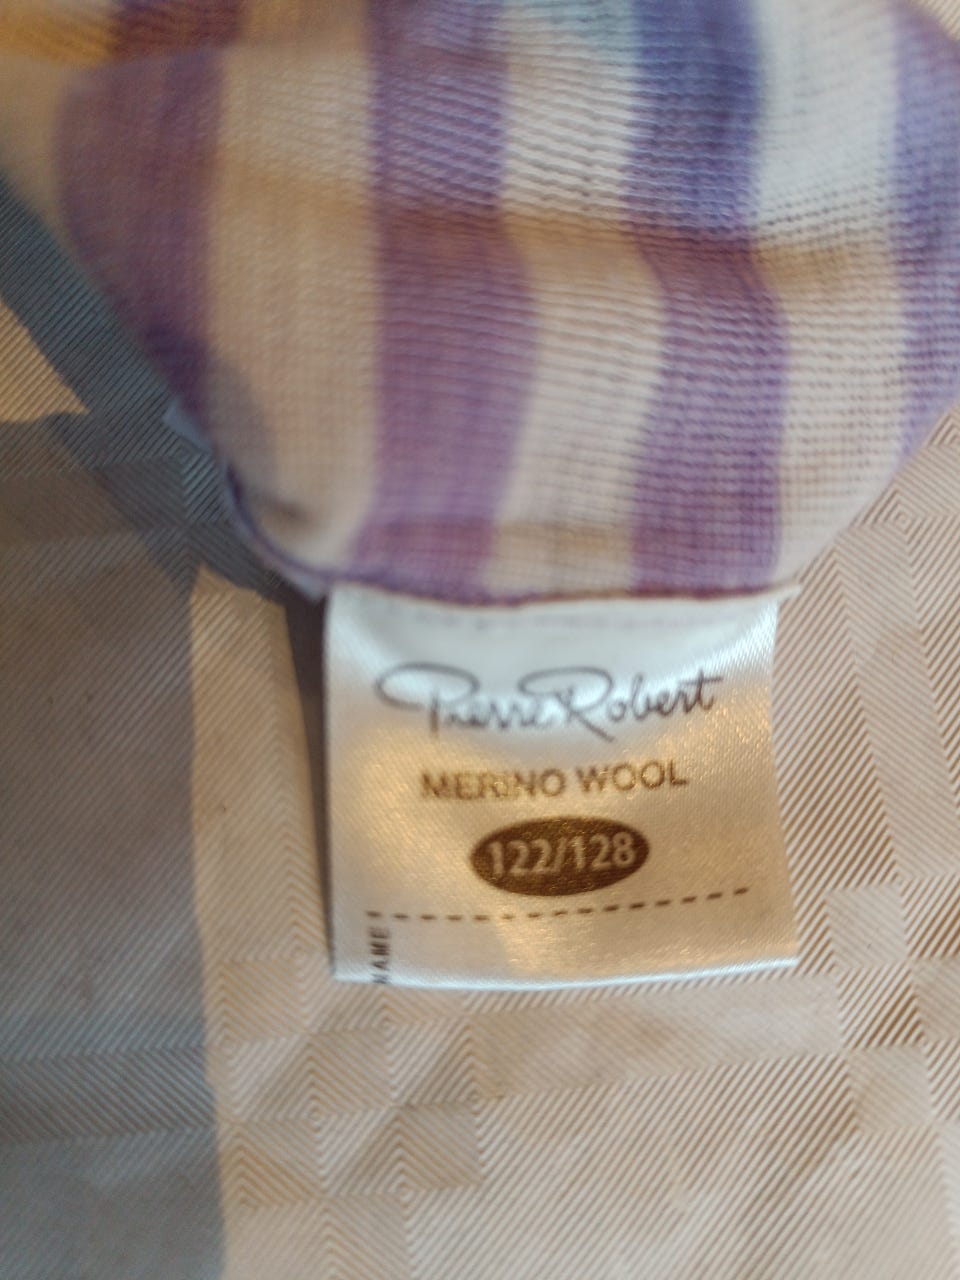 Pierre Robert
MERINO WOOL
122/128
NAME